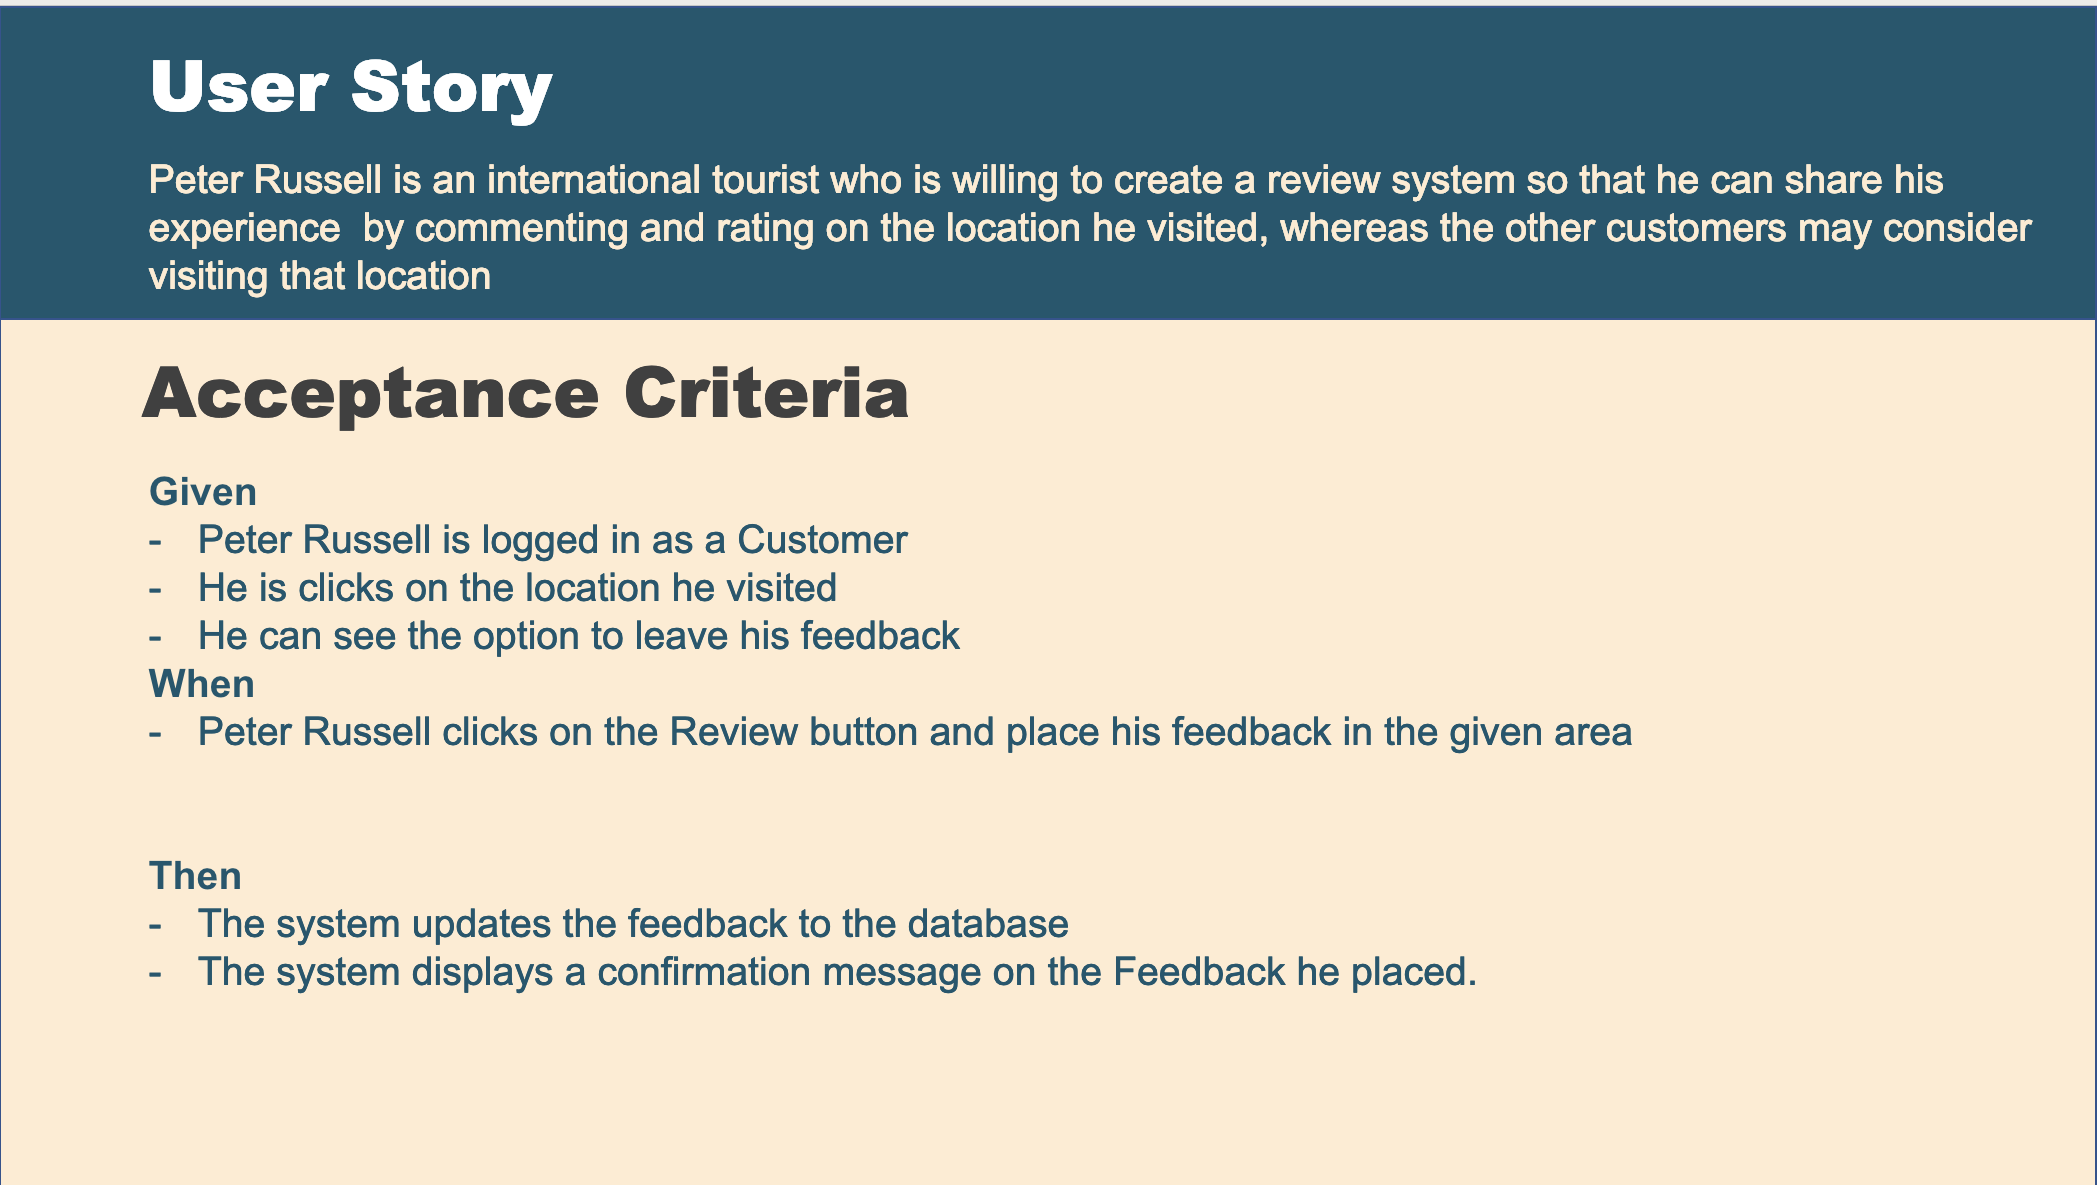 User Story
Peter Russell is an international tourist who is willing to create a review system so that he can share his
experience  by commenting and rating on the location he visited, whereas the other customers may consider
visiting that location
Acceptance Criteria
Given
- Peter Russell is logged in as a Customer
- He is clicks on the location he visited
- He can see the option to leave his feedback
When
- Peter Russell clicks on the Review button and place his feedback in the given area
Then
- The system updates the feedback to the database
- The system displays a confirmation message on the Feedback he placed.